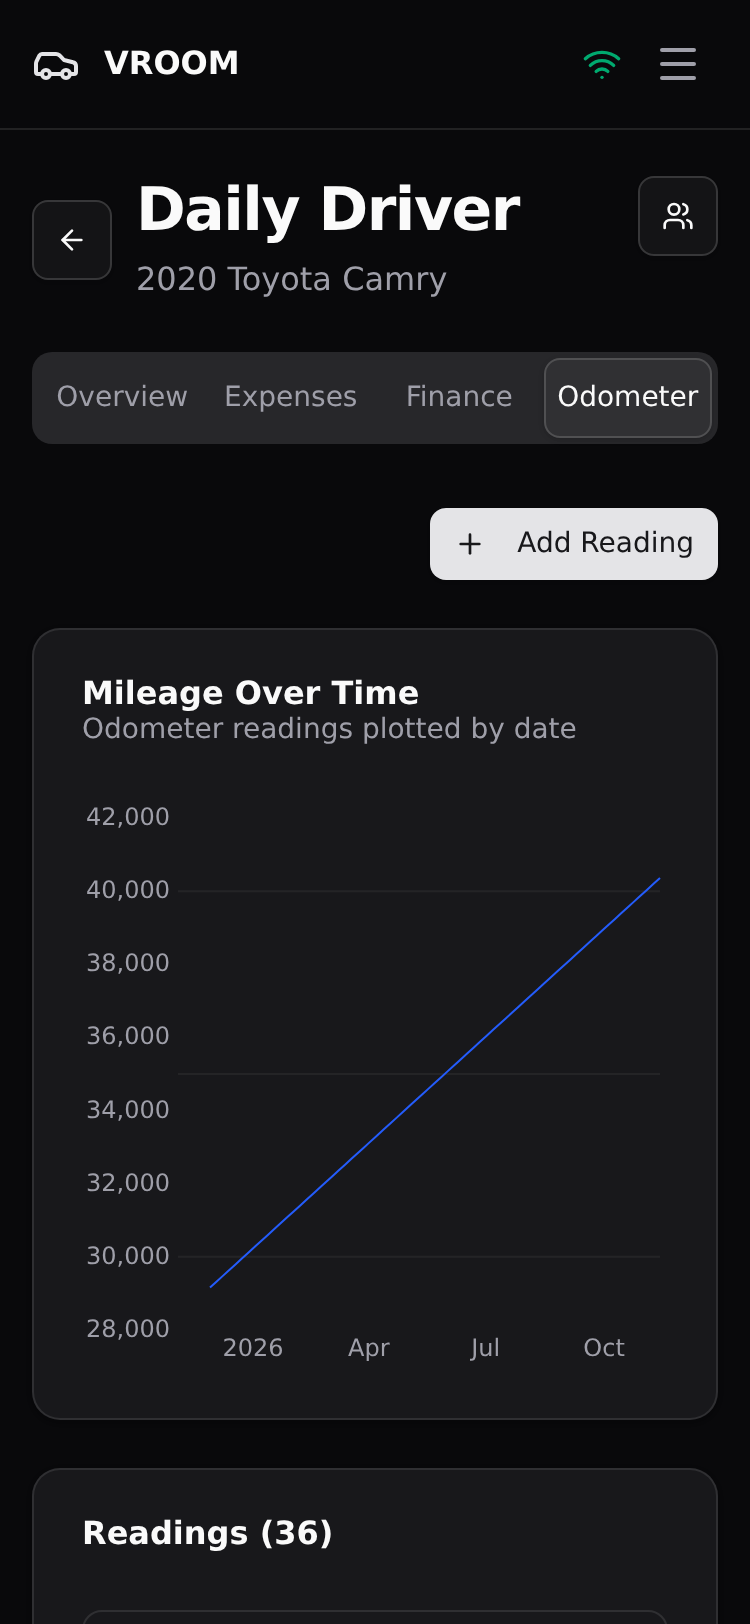 VROOM
Daily Driver
2020 Toyota Camry
Overview Expenses Finance Odometer
Add Reading
Mileage Over Time
Odometer readings plotted by date
42,000
40,000
38,000
36,000
34,000
32,000
30,000
28,000
2026 Apr Jul Oct
Readings (36)